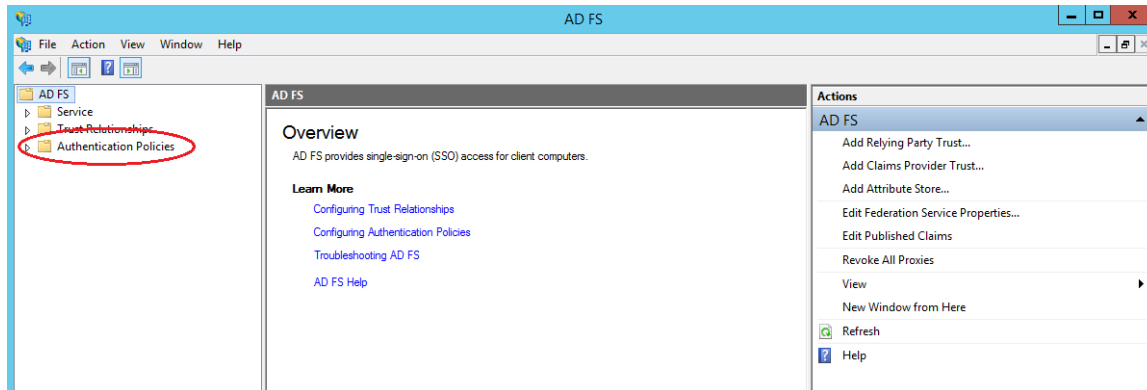 AD FS
File Action View Window Help
AD FS
Service
Trust Relationships
Authentication Policies
AD FS
Overview
AD FS provides single-sign-on (SSO) access for client computers.
Learn More
Configuring Trust Relationships
Configuring Authentication Policies
Troubleshooting AD FS
AD FS Help
Actions
AD FS
Add Relying Party Trust...
Add Claims Provider Trust...
Add Attribute Store...
Edit Federation Service Properties...
Edit Published Claims
Revoke All Proxies
View
New Window from Here
Refresh
Help